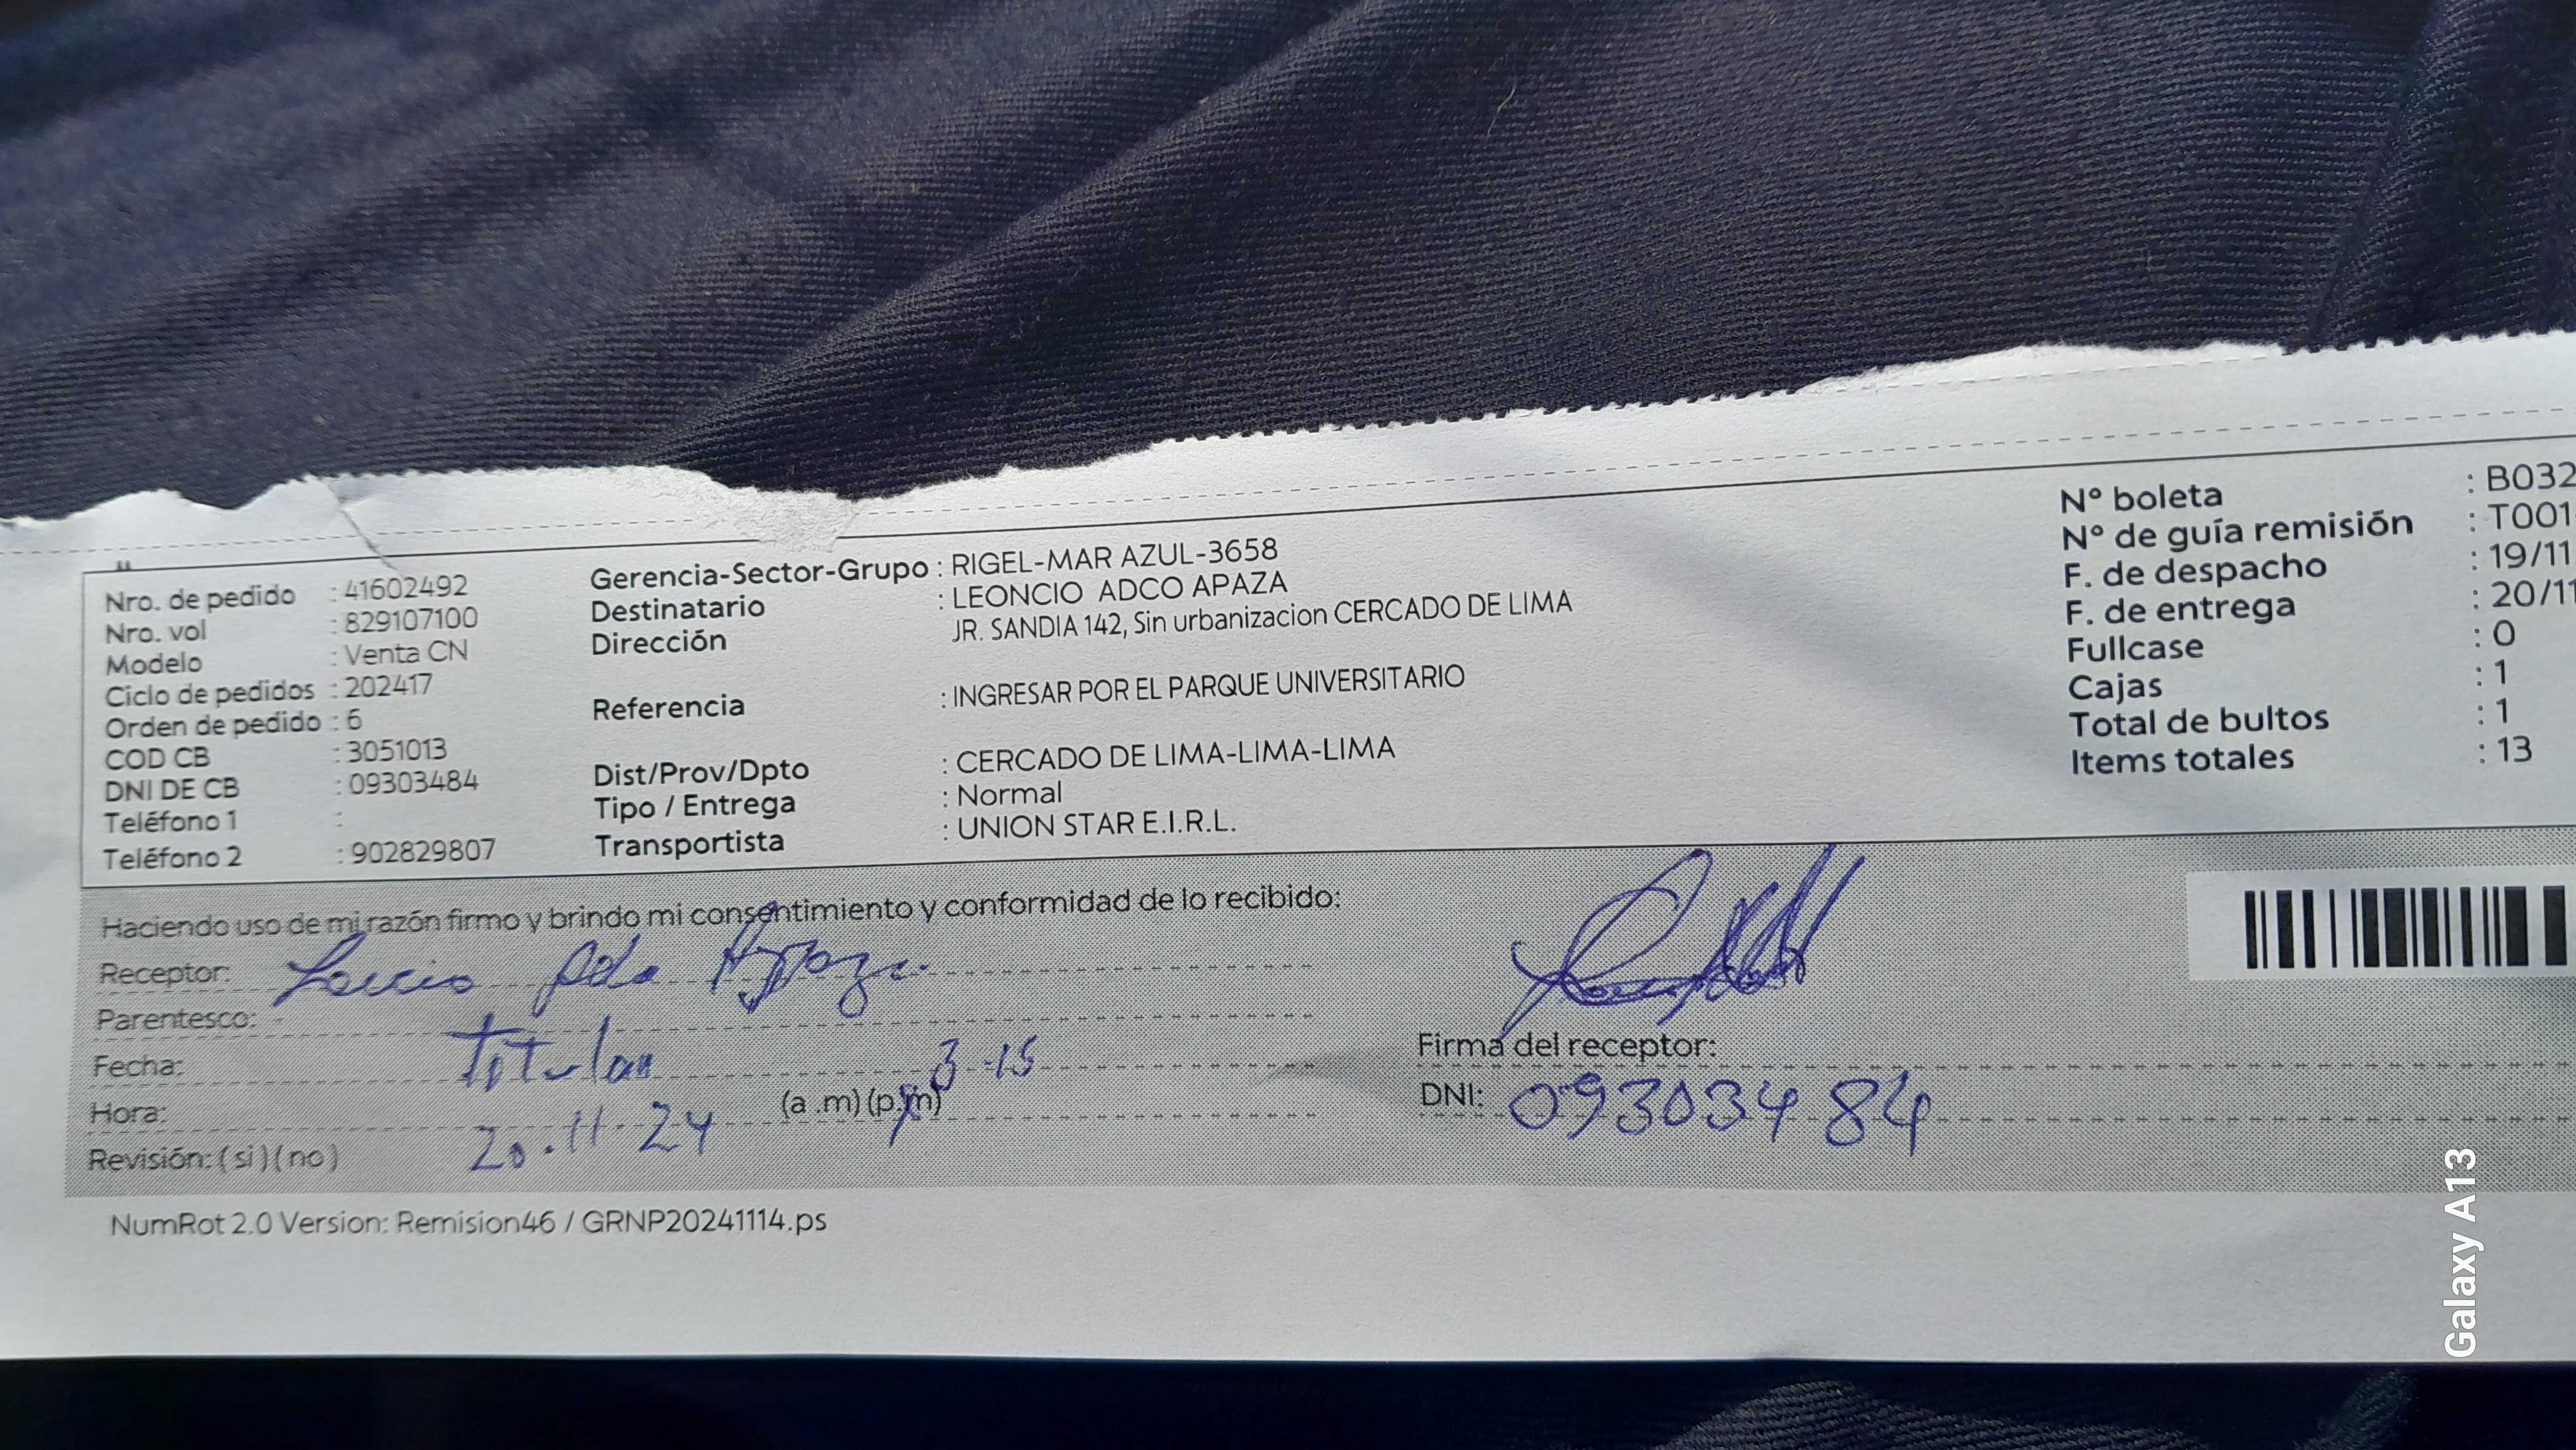 Nro. de pedido : 41602492
Nro. vol : 829107100
Modelo : Venta CN
Ciclo de pedidos : 202417
Orden de pedido : 6
COD CB : 3051013
DNI DE CB : 09303484
Teléfono 1 :
Teléfono 2 : 902829807
Gerencia-Sector-Grupo : RIGEL-MAR AZUL-3658
Destinatario : LEONCIO ADCO APAZA
Dirección JR. SANDIA 142, Sin urbanizacion CERCADO DE LIMA
Referencia : INGRESAR POR EL PARQUE UNIVERSITARIO
Dist/Prov/Dpto : CERCADO DE LIMA-LIMA-LIMA
Tipo / Entrega : Normal
Transportista : UNION STAR E.I.R.L.
N° boleta : B032
N° de guía remisión : T001
F. de despacho : 19/11
F. de entrega : 20/11
Fullcase : 0
Cajas : 1
Total de bultos : 1
Items totales : 13
Haciendo uso de mi razón firmo y brindo mi consentimiento y conformidad de lo recibido:
Receptor: Apaza
Parentesco:
Fecha: Titular 3-15
Hora: (a .m) (p.m)
Revisión: ( si ) ( no ) 20.11-24
Firma del receptor:
DNI: 09303484
NumRot 2.0 Version: Remision46 / GRNP20241114.ps
Galaxy A13